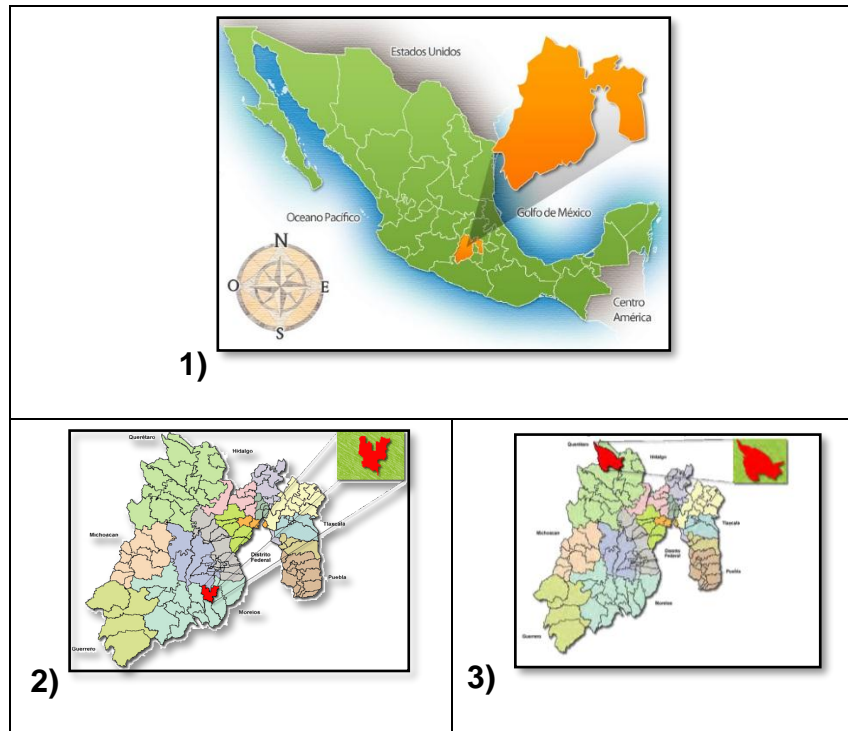 Estados Unidos
Golfo de México
Oceano Pacífico
N
O
E
S
Centro
América
1)
Querétaro
Hidalgo
Michoacan
Tlaxcala
Distrito
Federal
Puebla
Morelos
Guerrero
2)
Querétaro
Hidalgo
Michoacan
Tlaxcala
Distrito
Federal
Puebla
Morelos
Guerrero
3)